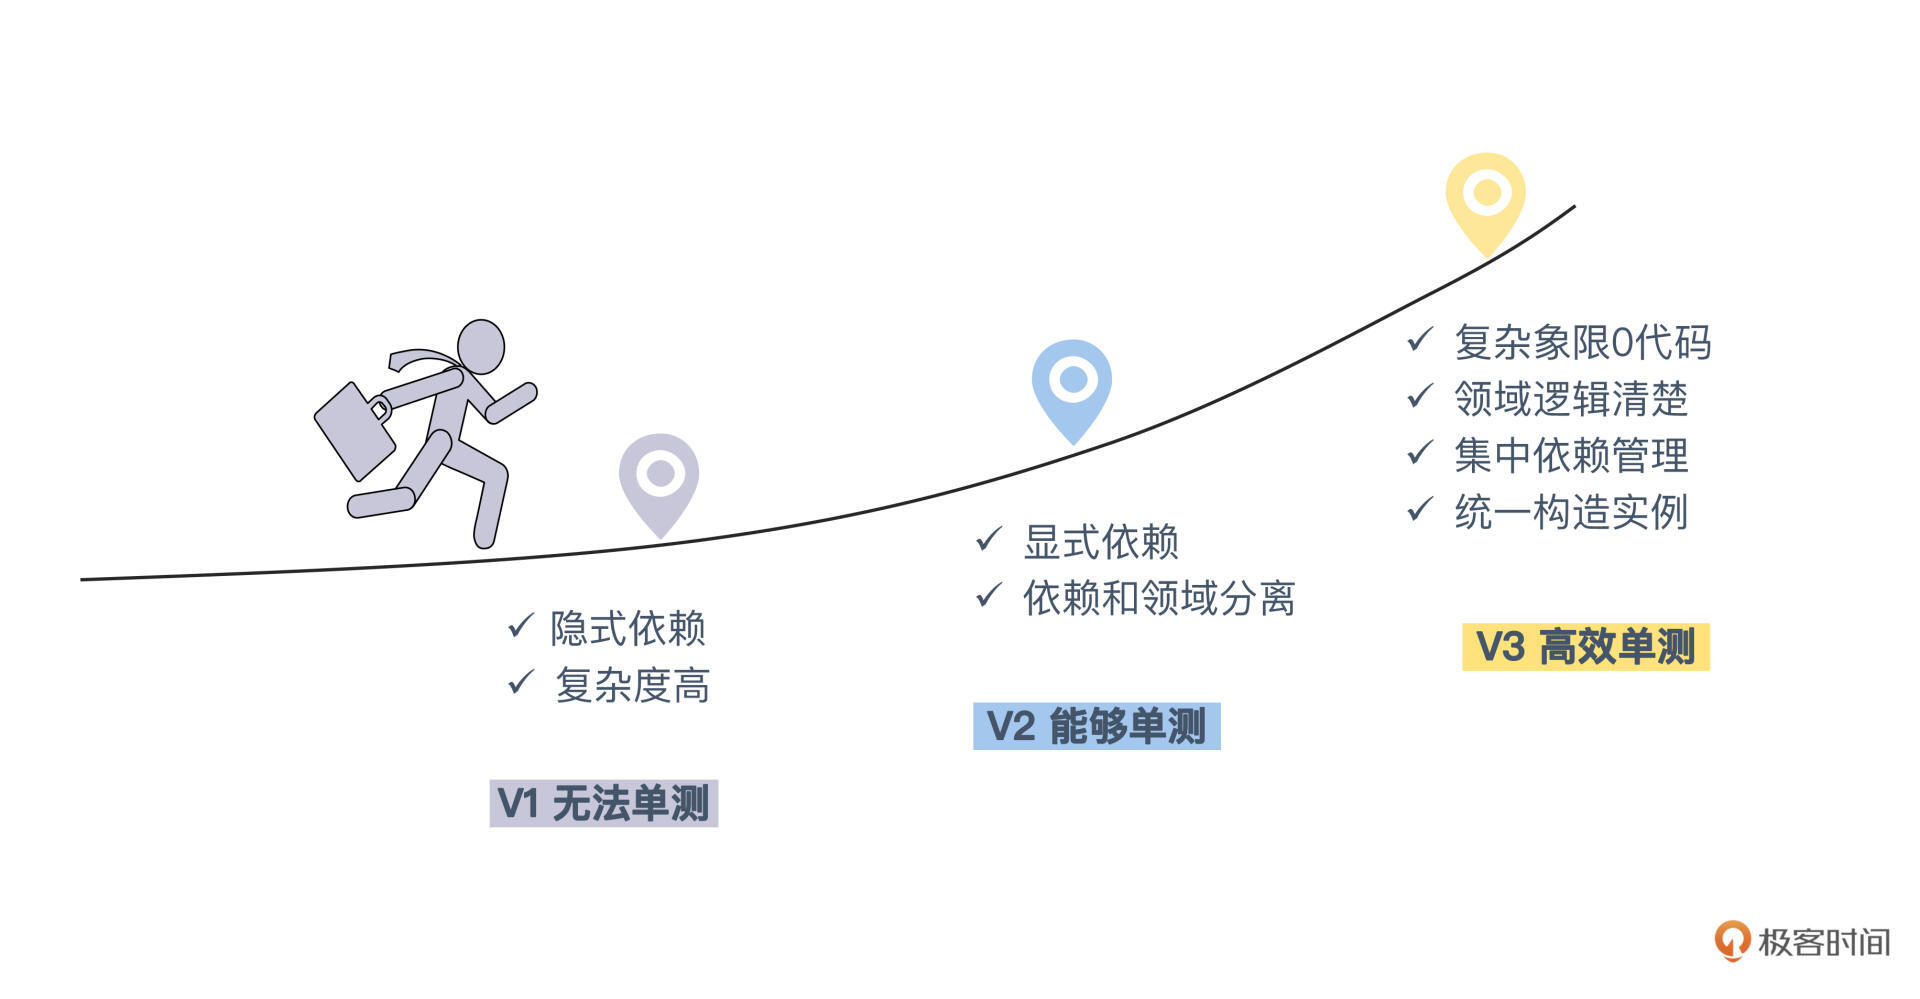 隐式依赖
复杂度高
V1 无法单测
显式依赖
依赖和领域分离
V2 能够单测
复杂象限0代码
领域逻辑清楚
集中依赖管理
统一构造实例
V3 高效单测
极客时间